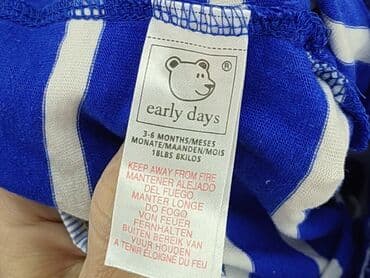 ®
early days
3-6 MONTHS/MESES
MONATE/MAANDEN/MOIS
18LBS 8KILOS
KEEP AWAY FROM FIRE
MANTENER ALEJADO
DEL FUEGO
MANTER LONGE
DO FOGO
VON FEUER
FERNHALTEN
BUITEN BEREIK VAN
VUUR HOUDEN
A TENIR ÉLOIGNÉ DU FEU